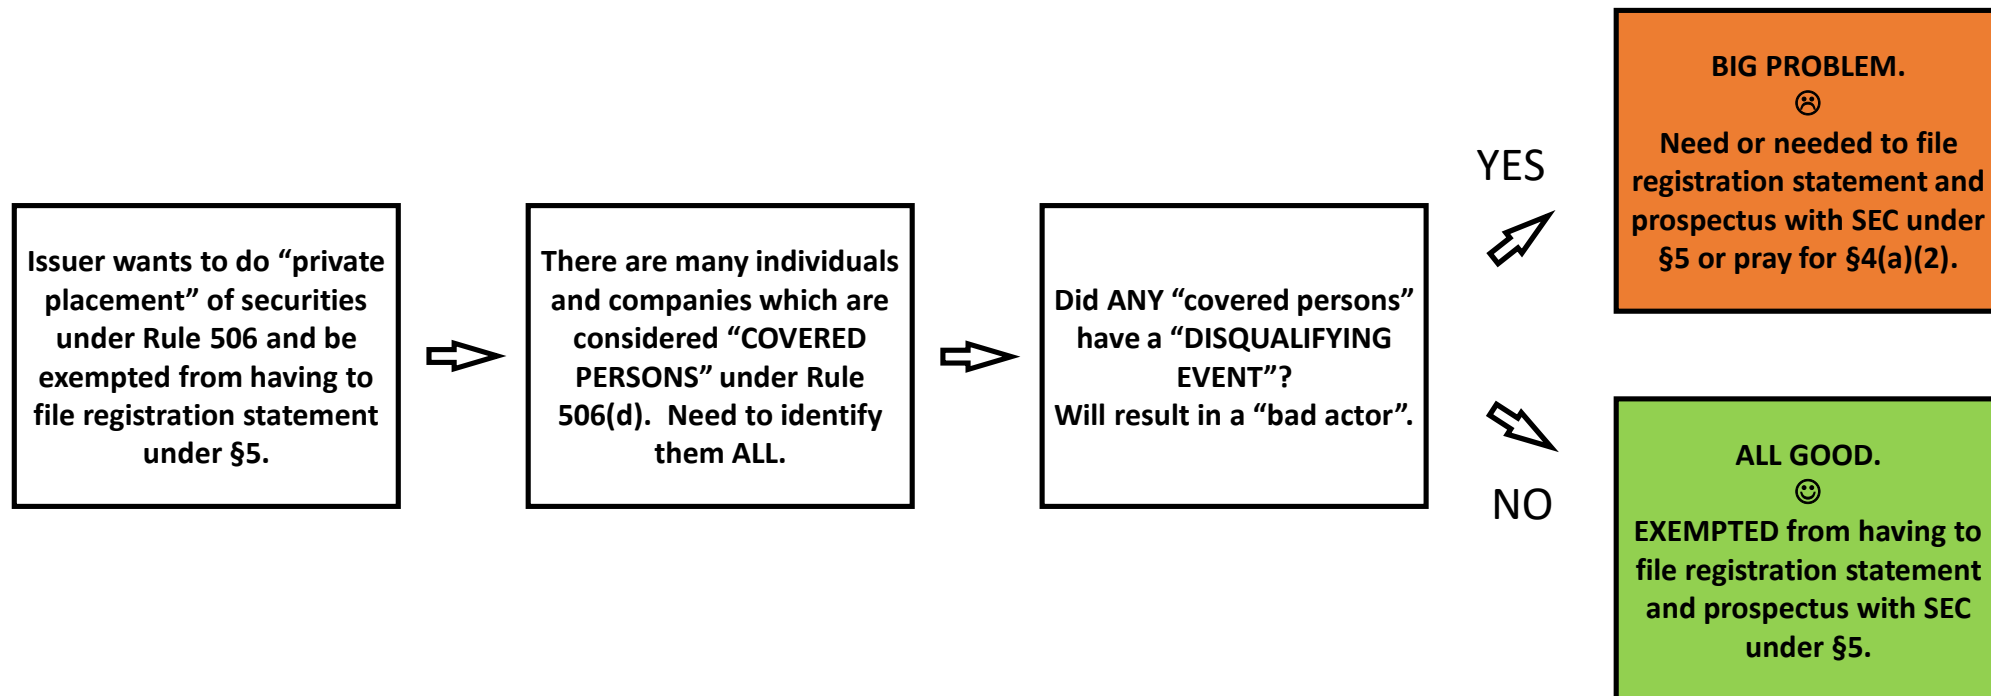 Issuer wants to do “private
placement” of securities
under Rule 506 and be
exempted from having to
file registration statement
under §5.
There are many individuals
and companies which are
considered “COVERED
PERSONS” under Rule
506(d).  Need to identify
them ALL.
Did ANY “covered persons”
have a “DISQUALIFYING
EVENT”?
Will result in a “bad actor”.
YES
BIG PROBLEM.
☹
Need or needed to file
registration statement and
prospectus with SEC under
§5 or pray for §4(a)(2).
NO
ALL GOOD.
☺
EXEMPTED from having to
file registration statement
and prospectus with SEC
under §5.